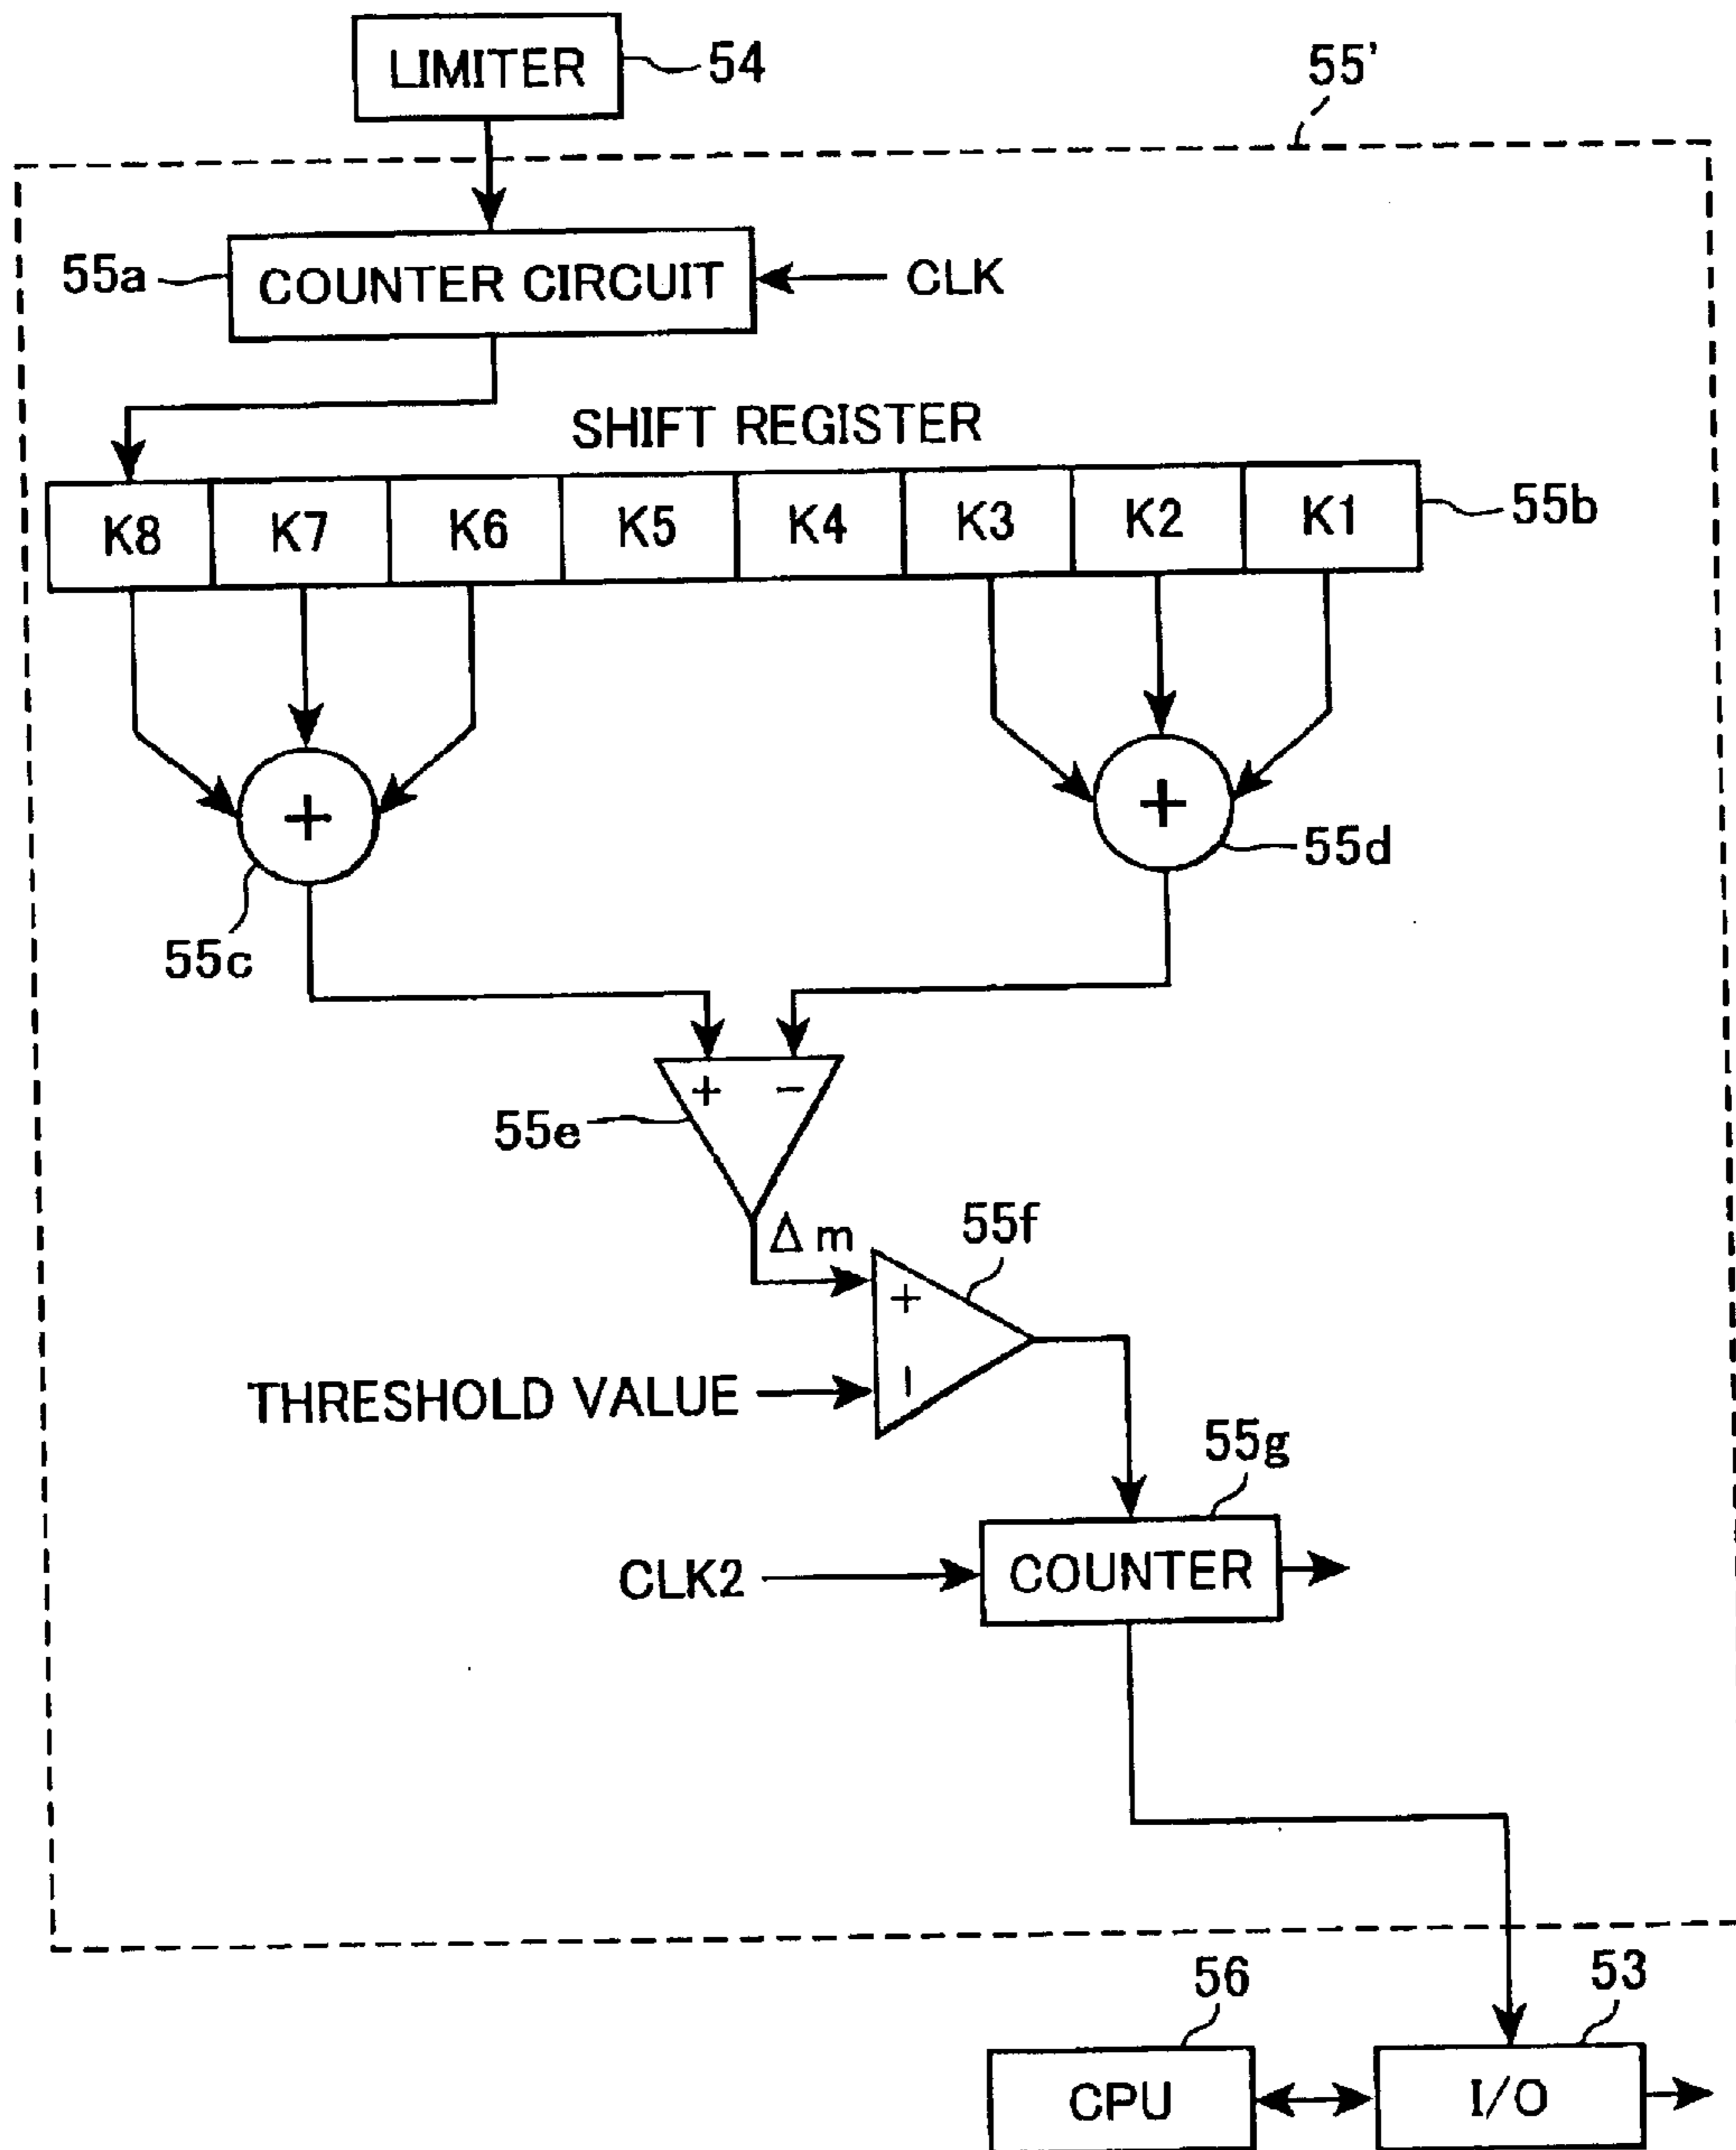 LIMITER
54
55'
55a
COUNTER CIRCUIT
CLK
SHIFT REGISTER
K8 K7 K6 K5 K4 K3 K2 K1
55b
+
+
55d
55c
+ −
55e
Δm
55f
+
−
THRESHOLD VALUE
55g
CLK2
COUNTER
56
53
CPU
I/O